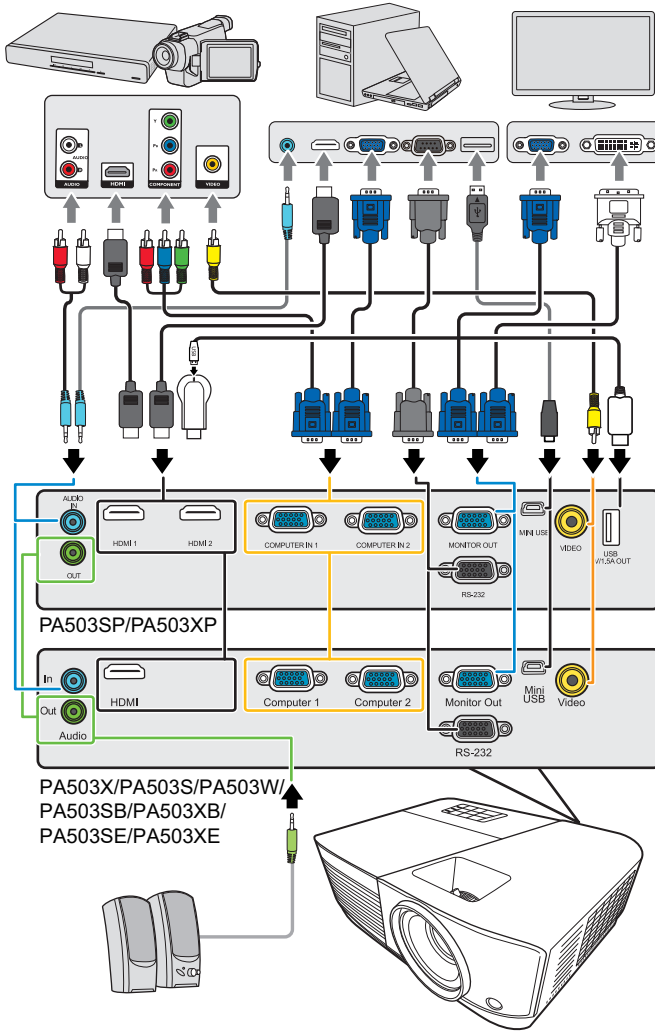 Y
PB
PR
AUDIO
AUDIO
HDMI
COMPONENT
VIDEO
USB
AUDIO
IN
OUT
HDMI 1
HDMI 2
COMPUTER IN 1
COMPUTER IN 2
MONITOR OUT
RS-232
MINI USB
VIDEO
USB
V/1.5A OUT
PA503SP/PA503XP
In
Out
Audio
HDMI
Computer 1
Computer 2
Monitor Out
RS-232
Mini
USB
Video
PA503X/PA503S/PA503W/
PA503SB/PA503XB/
PA503SE/PA503XE